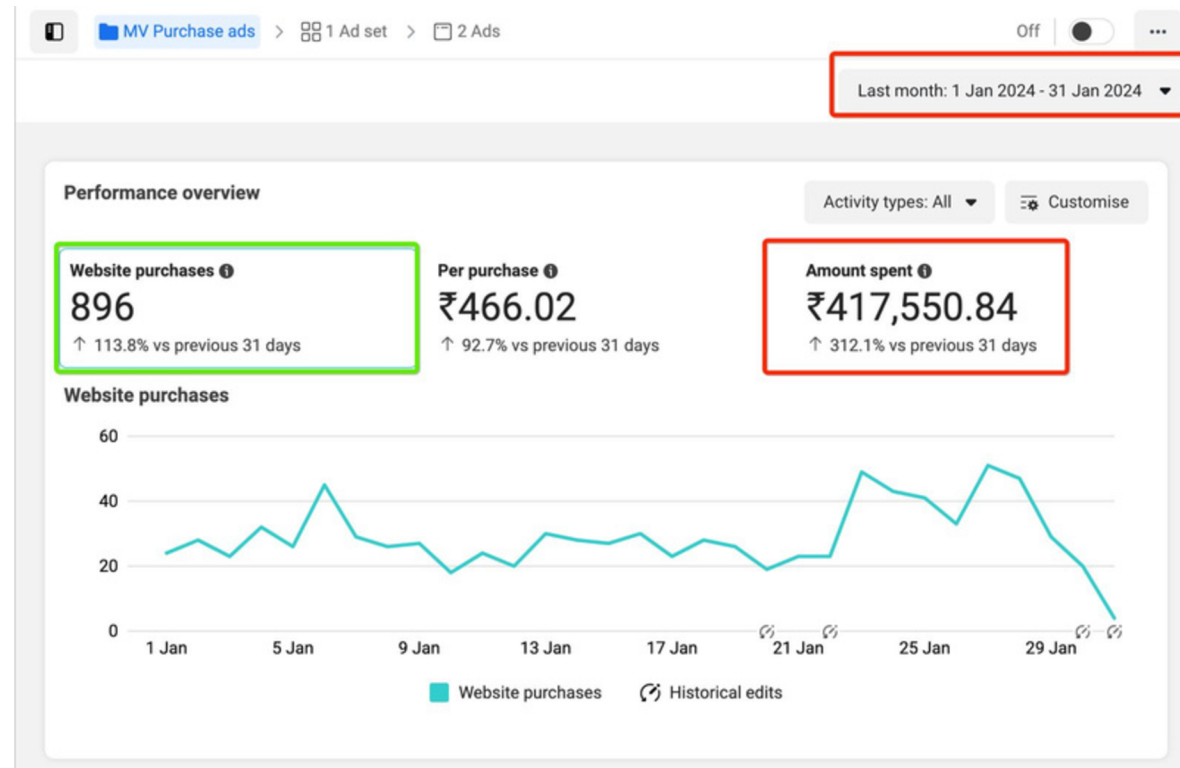 MV Purchase ads > 1 Ad set > 2 Ads Off
Last month: 1 Jan 2024 - 31 Jan 2024
Performance overview
Activity types: All Customise
Website purchases Per purchase Amount spent
896 ₹466.02 ₹417,550.84
↑ 113.8% vs previous 31 days ↑ 92.7% vs previous 31 days ↑ 312.1% vs previous 31 days
Website purchases
60
40
20
0
1 Jan 5 Jan 9 Jan 13 Jan 17 Jan 21 Jan 25 Jan 29 Jan
Website purchases Historical edits